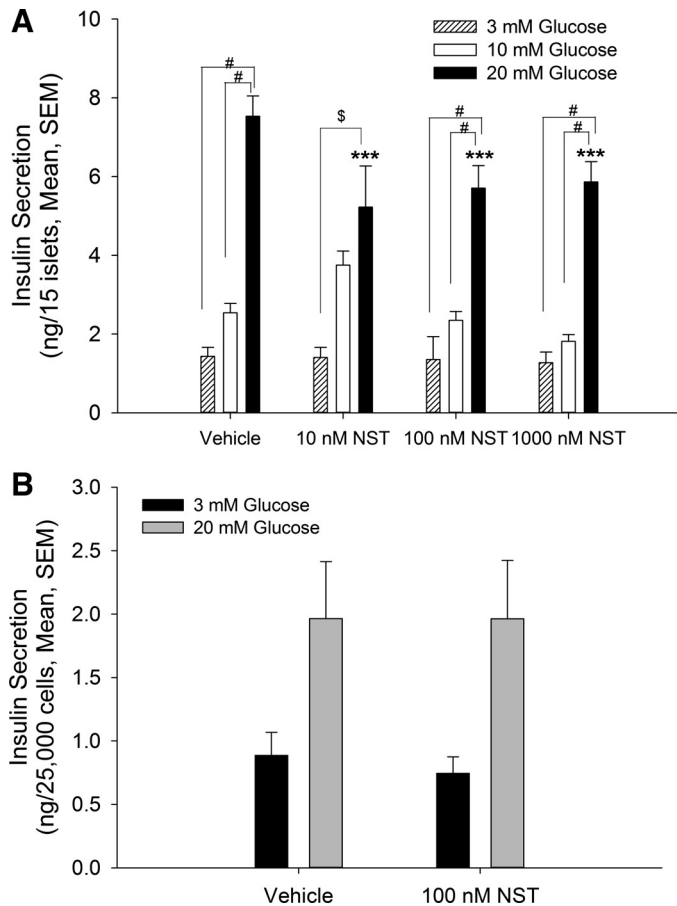 A
10
8
6
4
2
0
Insulin Secretion
(ng/15 islets, Mean, SEM)
3 mM Glucose
10 mM Glucose
20 mM Glucose
#
#
$
***
#
#
***
#
#
***
Vehicle
10 nM NST
100 nM NST
1000 nM NST
B
3.0
2.5
2.0
1.5
1.0
0.5
0.0
Insulin Secretion
(ng/25,000 cells, Mean, SEM)
3 mM Glucose
20 mM Glucose
Vehicle
100 nM NST